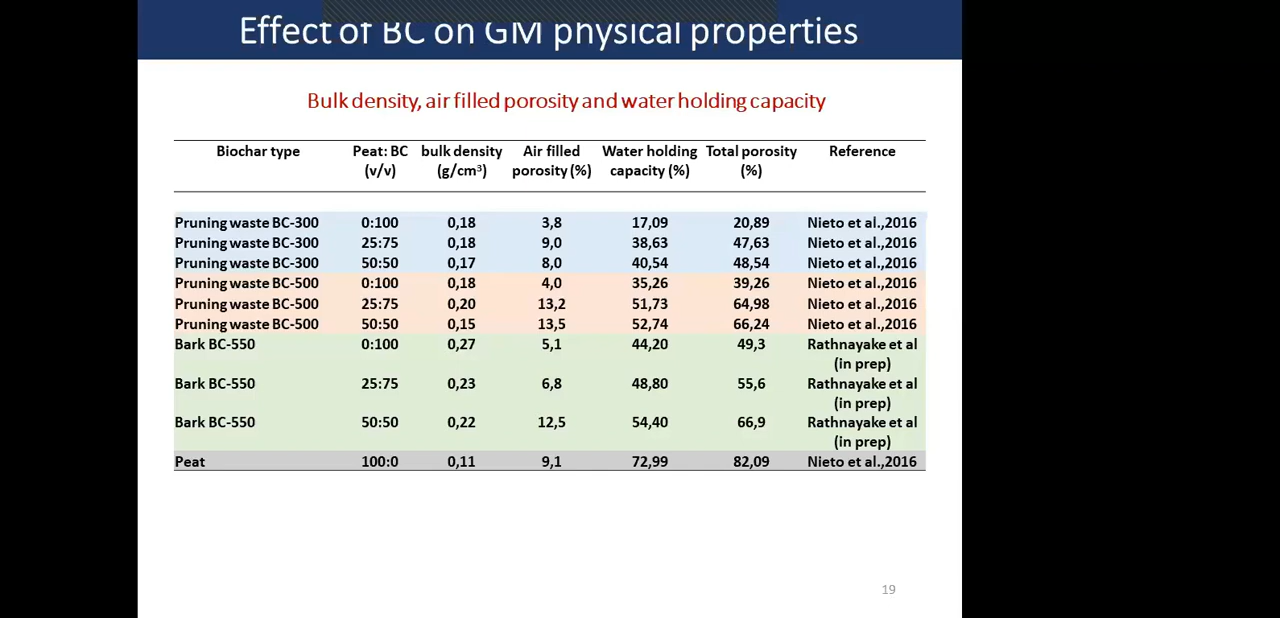 Effect of BC on GM physical properties
Bulk density, air filled porosity and water holding capacity
Biochar type Peat: BC bulk density Air filled Water holding Total porosity Reference
(v/v) (g/cm³) porosity (%) capacity (%) (%)
Pruning waste BC-300 0:100 0,18 3,8 17,09 20,89 Nieto et al.,2016
Pruning waste BC-300 25:75 0,18 9,0 38,63 47,63 Nieto et al.,2016
Pruning waste BC-300 50:50 0,17 8,0 40,54 48,54 Nieto et al.,2016
Pruning waste BC-500 0:100 0,18 4,0 35,26 39,26 Nieto et al.,2016
Pruning waste BC-500 25:75 0,20 13,2 51,73 64,98 Nieto et al.,2016
Pruning waste BC-500 50:50 0,15 13,5 52,74 66,24 Nieto et al.,2016
Bark BC-550 0:100 0,27 5,1 44,20 49,3 Rathnayake et al
(in prep)
Bark BC-550 25:75 0,23 6,8 48,80 55,6 Rathnayake et al
(in prep)
Bark BC-550 50:50 0,22 12,5 54,40 66,9 Rathnayake et al
(in prep)
Peat 100:0 0,11 9,1 72,99 82,09 Nieto et al.,2016
19